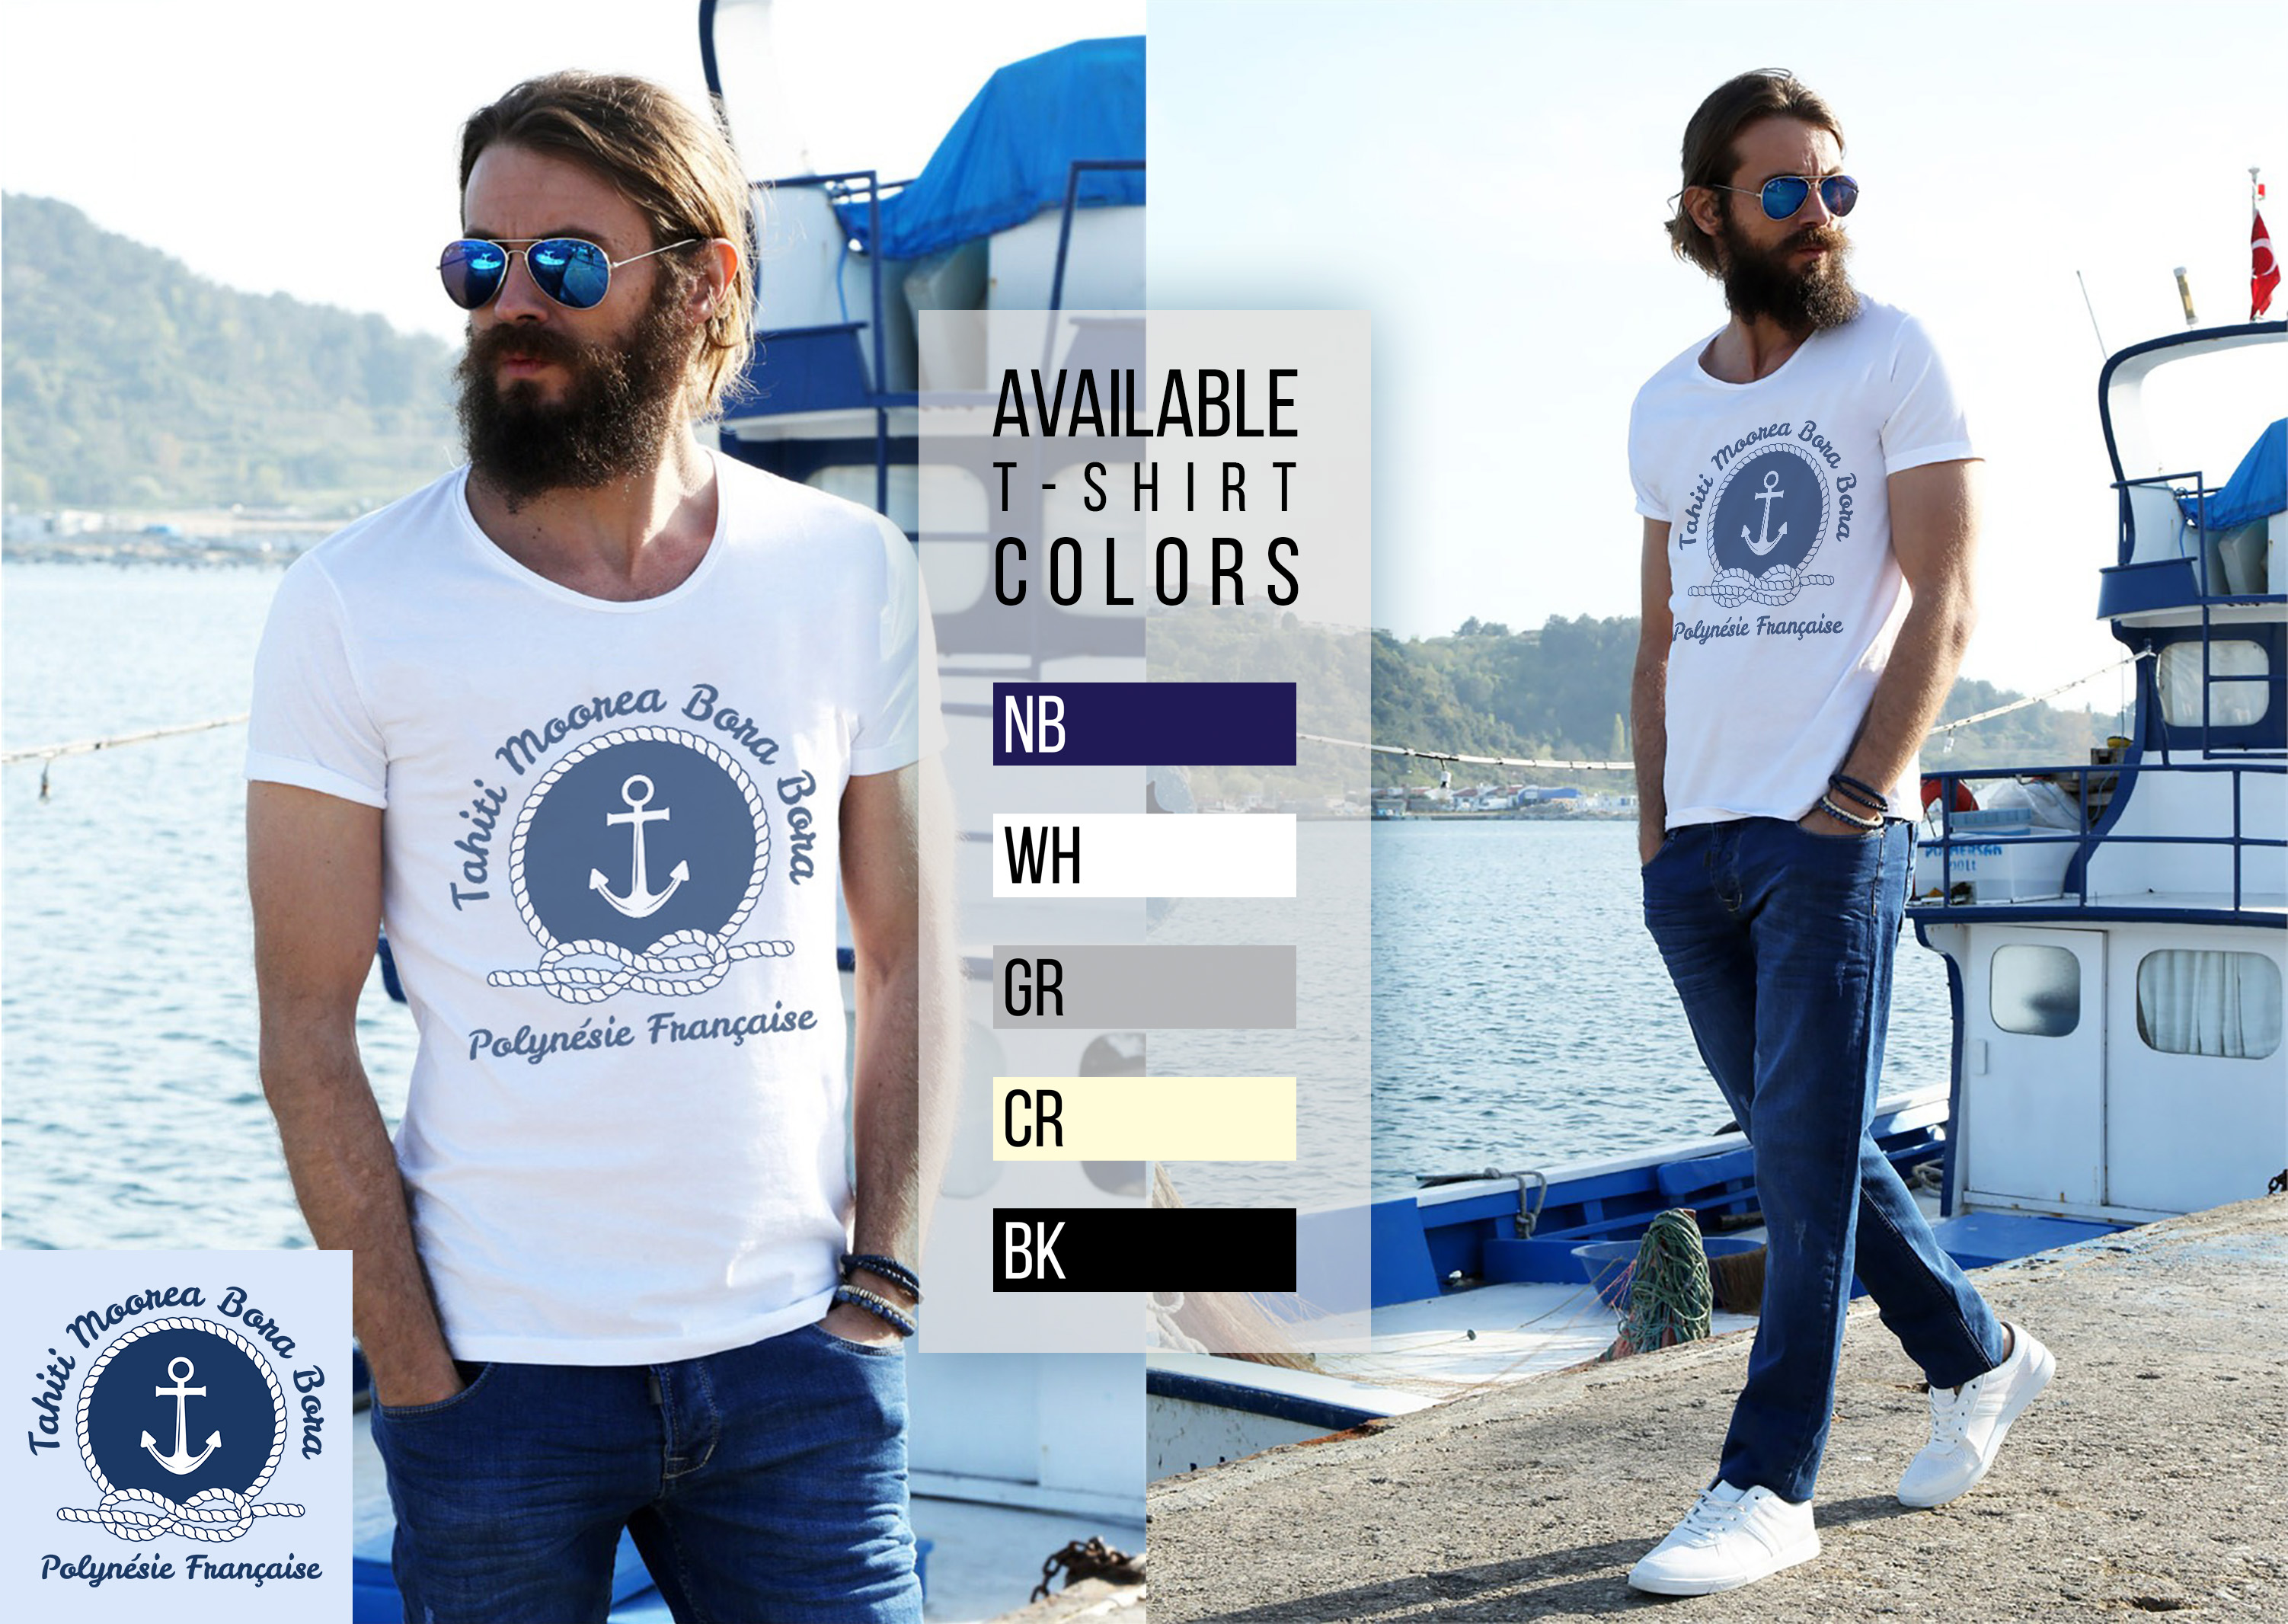 Tahiti Moorea Bora Bora
Polynésie Française
AVAILABLE
T-SHIRT
COLORS
NB
WH
GR
CR
BK
Tahiti Moorea Bora Bora
Polynésie Française
Tahiti Moorea Bora Bora
Polynésie Française